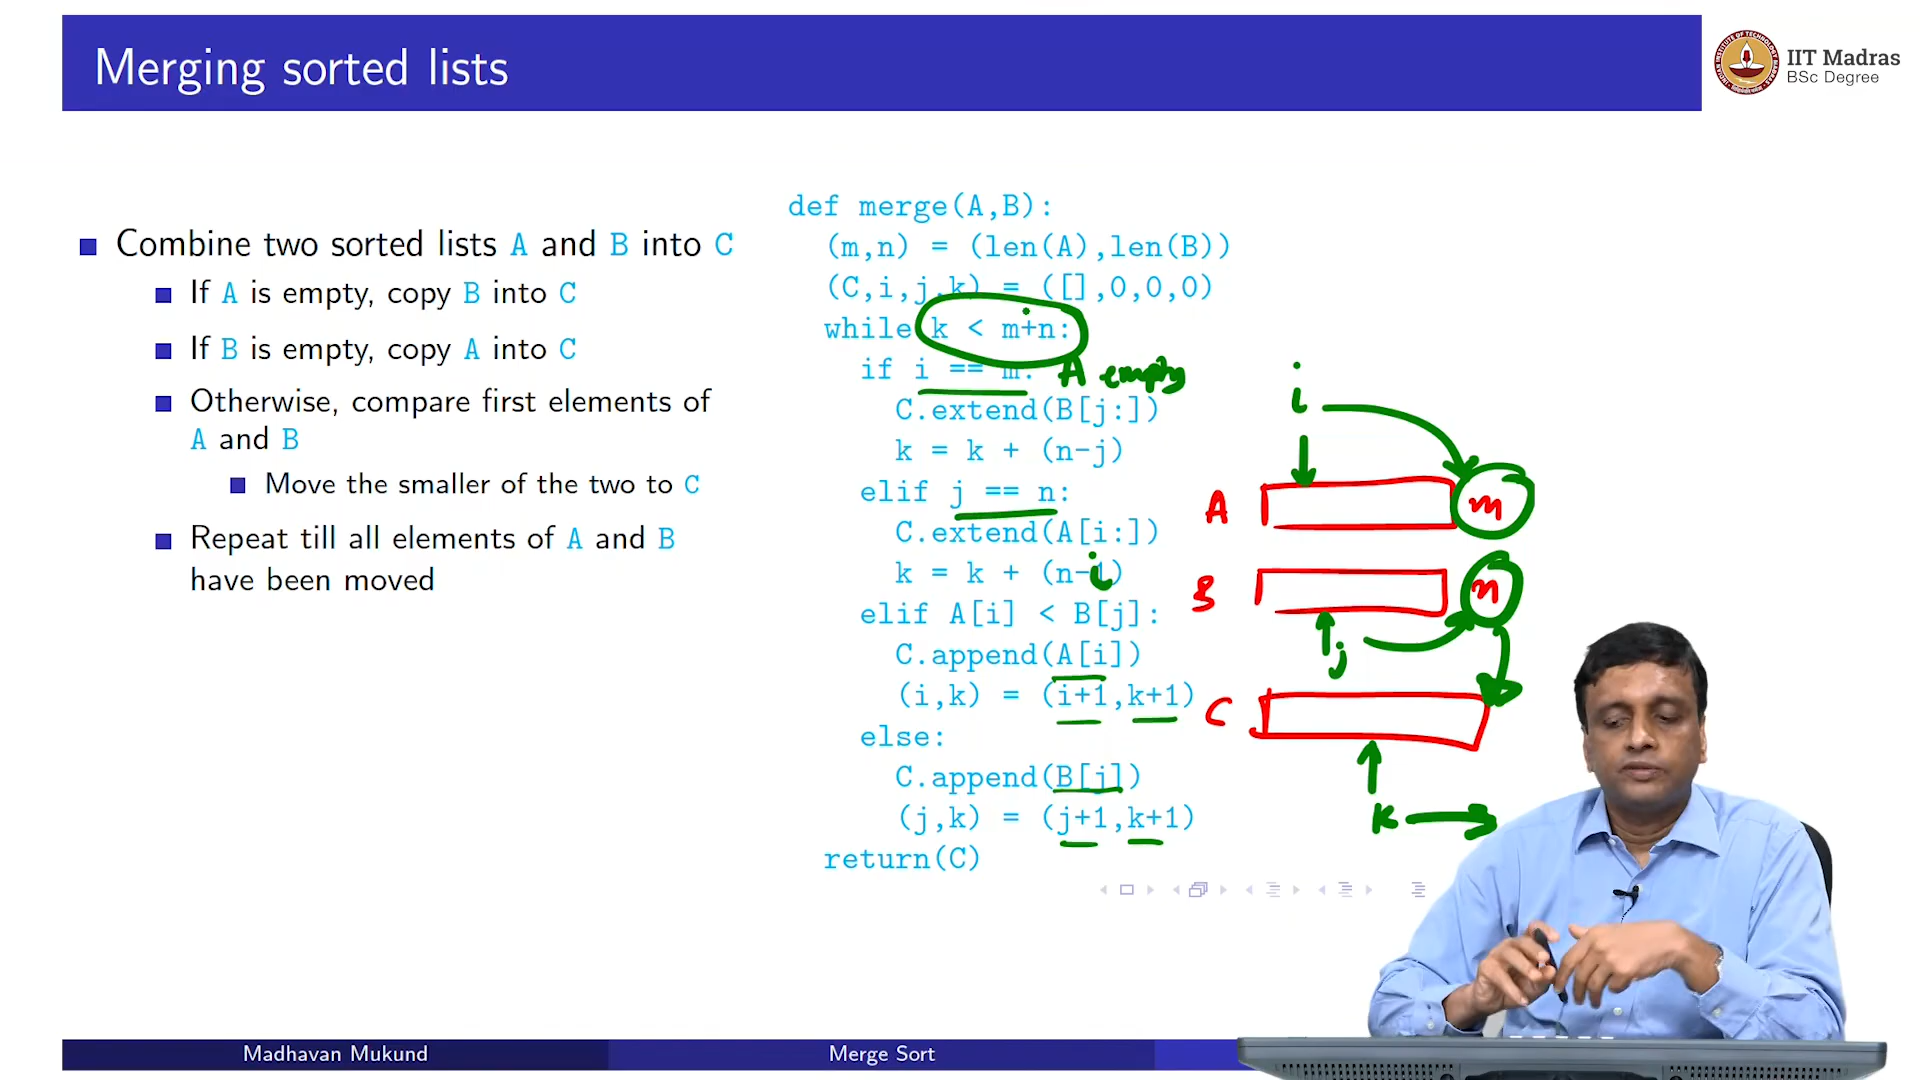 Merging sorted lists
IIT Madras
BSc Degree
Combine two sorted lists A and B into C
If A is empty, copy B into C
If B is empty, copy A into C
Otherwise, compare first elements of
A and B
Move the smaller of the two to C
Repeat till all elements of A and B
have been moved
def merge(A,B):
(m,n) = (len(A),len(B))
(C,i,j,k) = ([],0,0,0)
while k < m+n:
if i == m: A empty
C.extend(B[j:])
k = k + (n-j)
elif j == n:
C.extend(A[i:])
k = k + (n-i)
elif A[i] < B[j]:
C.append(A[i])
(i,k) = (i+1,k+1)
else:
C.append(B[j])
(j,k) = (j+1,k+1)
return(C)
i
A m
B n
j
C
k
Madhavan Mukund Merge Sort